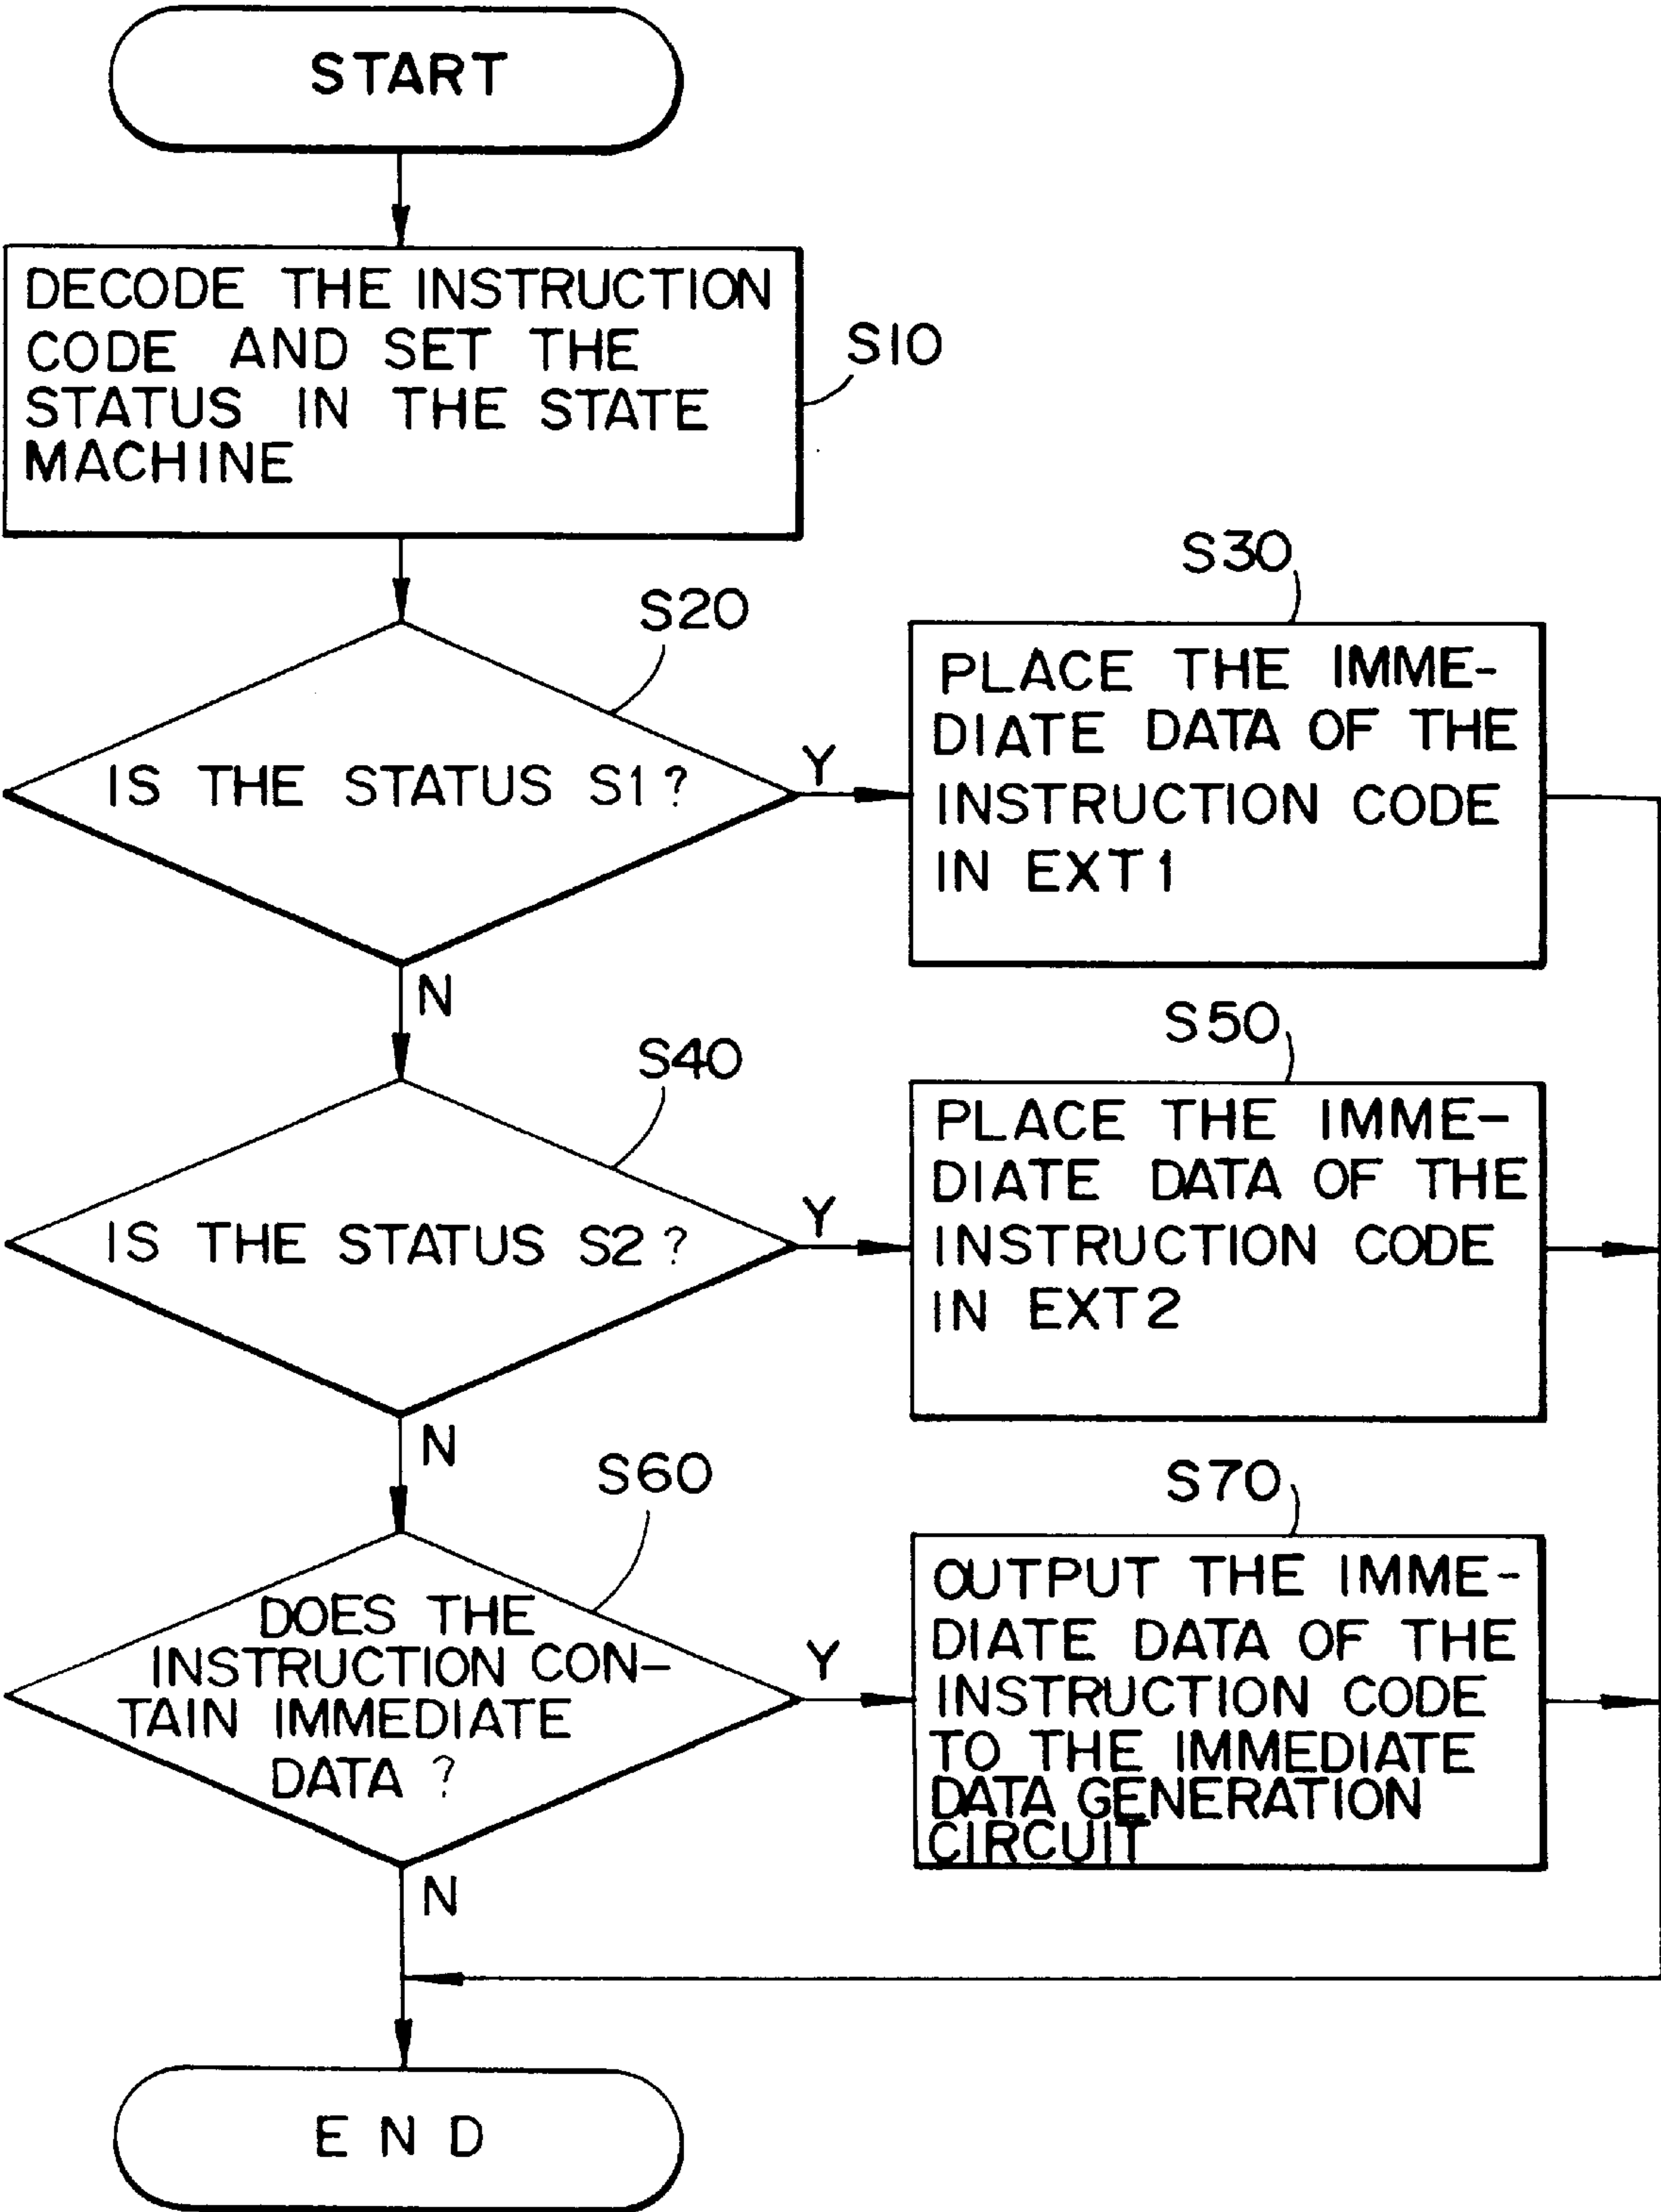 START
DECODE THE INSTRUCTION
CODE AND SET THE
STATUS IN THE STATE
MACHINE
S10
S20
IS THE STATUS S1?
Y
N
S30
PLACE THE IMME-
DIATE DATA OF THE
INSTRUCTION CODE
IN EXT1
S40
IS THE STATUS S2?
Y
N
S50
PLACE THE IMME-
DIATE DATA OF THE
INSTRUCTION CODE
IN EXT2
S60
DOES THE
INSTRUCTION CON-
TAIN IMMEDIATE
DATA ?
Y
N
S70
OUTPUT THE IMME-
DIATE DATA OF THE
INSTRUCTION CODE
TO THE IMMEDIATE
DATA GENERATION
CIRCUIT
END